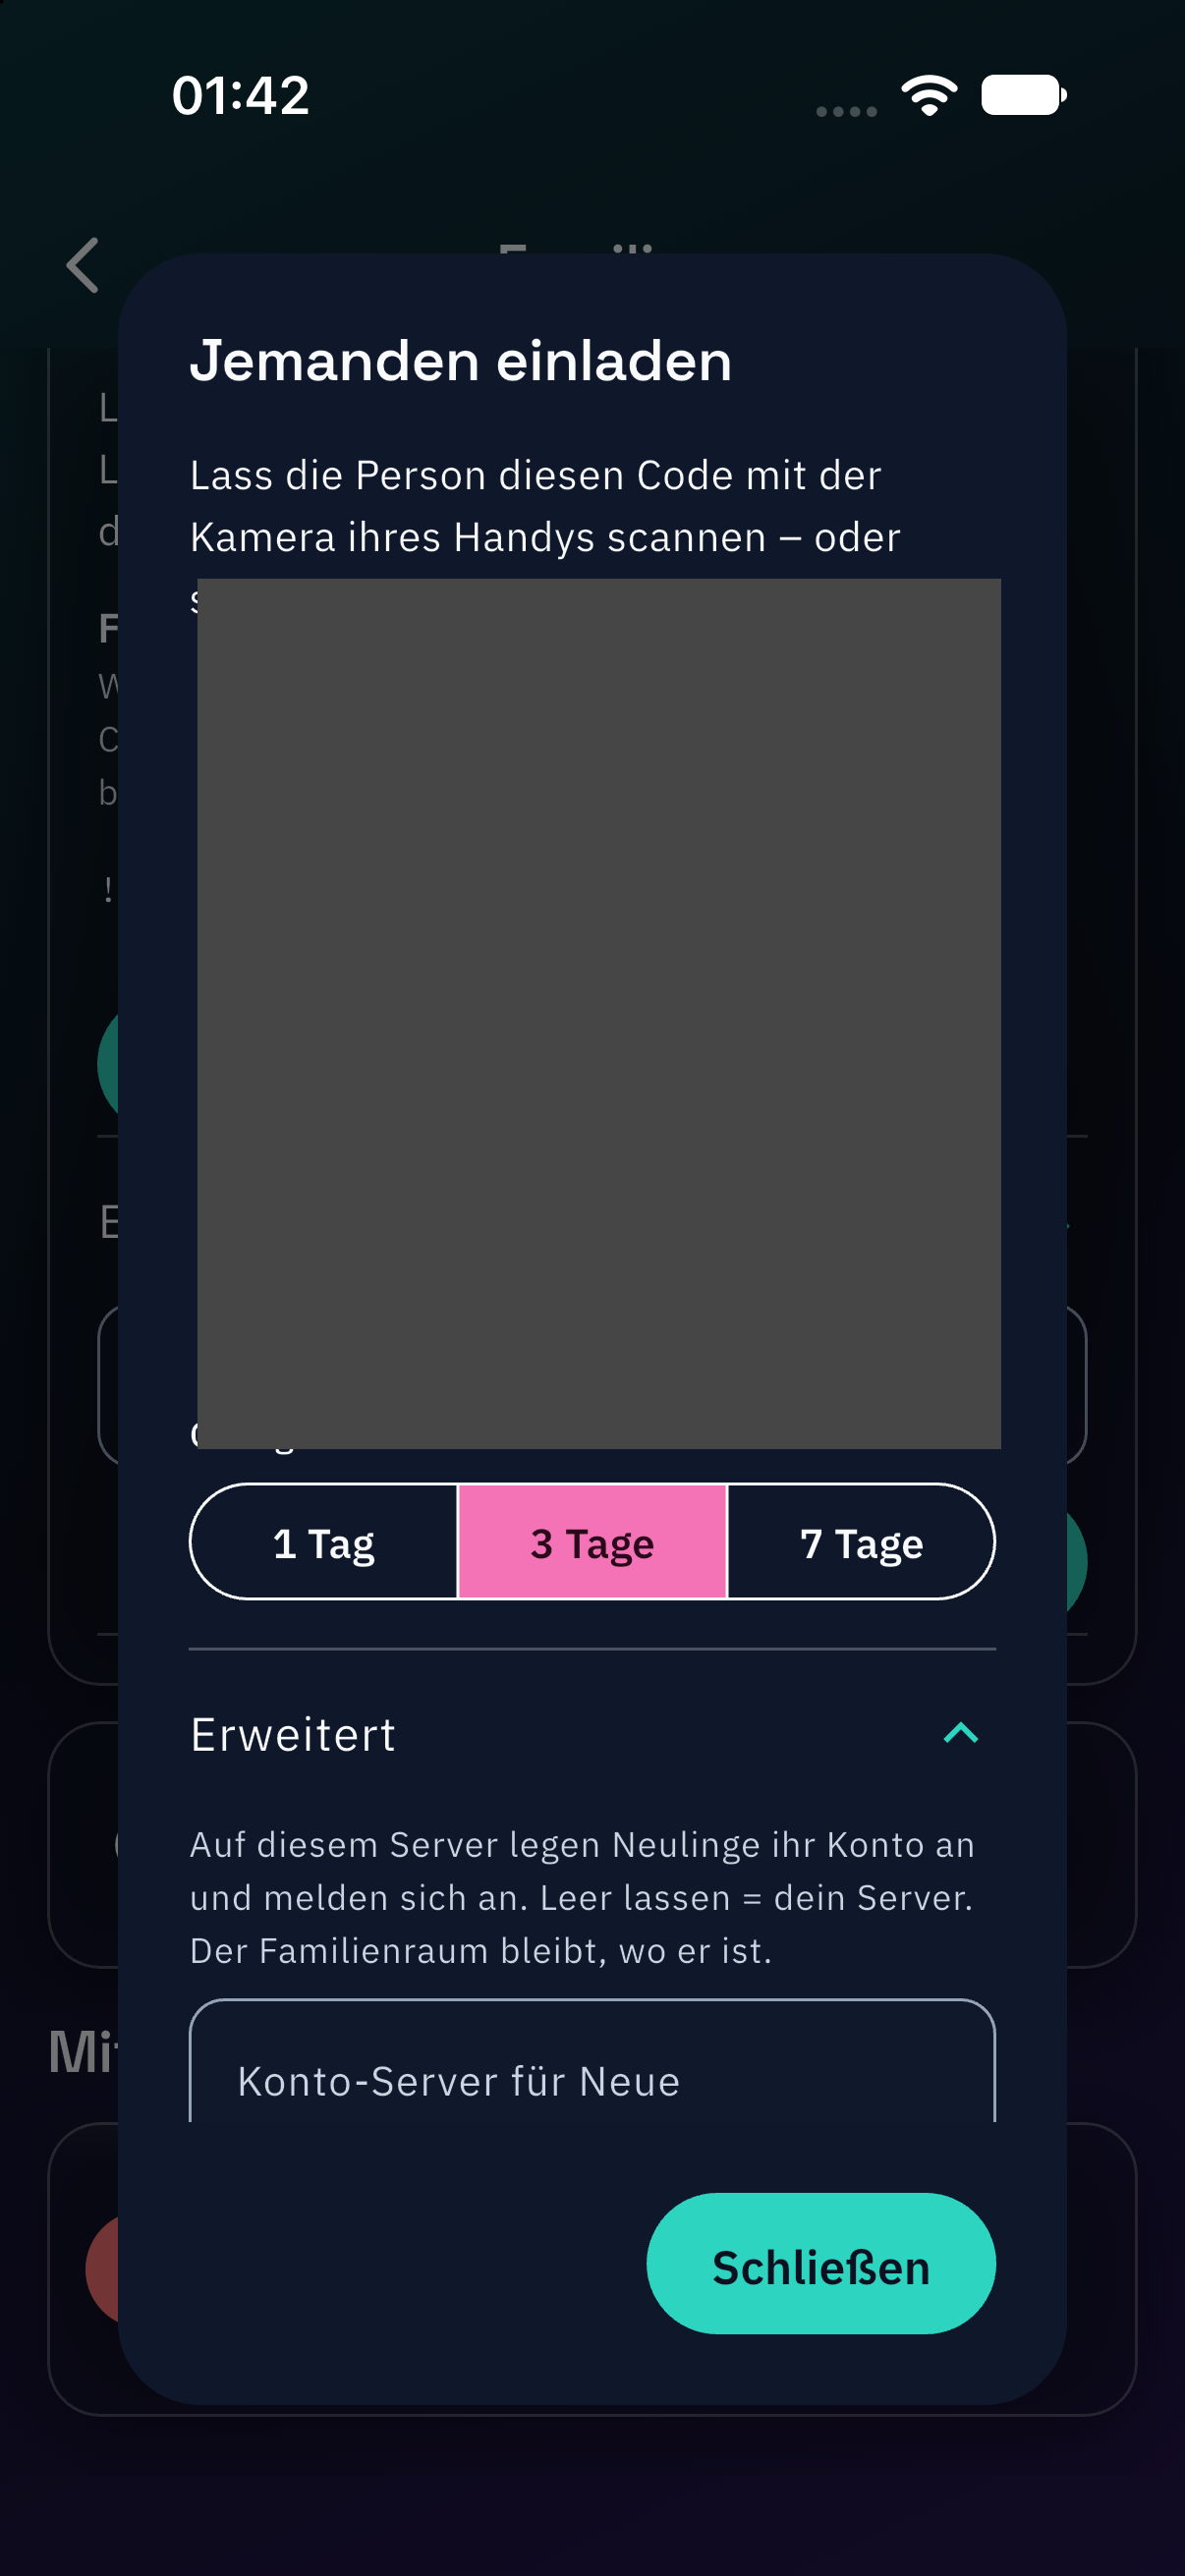 01:42
Jemanden einladen
Lass die Person diesen Code mit der
Kamera ihres Handys scannen – oder
1 Tag
3 Tage
7 Tage
Erweitert
Auf diesem Server legen Neulinge ihr Konto an
und melden sich an. Leer lassen = dein Server.
Der Familienraum bleibt, wo er ist.
Konto-Server für Neue
Schließen